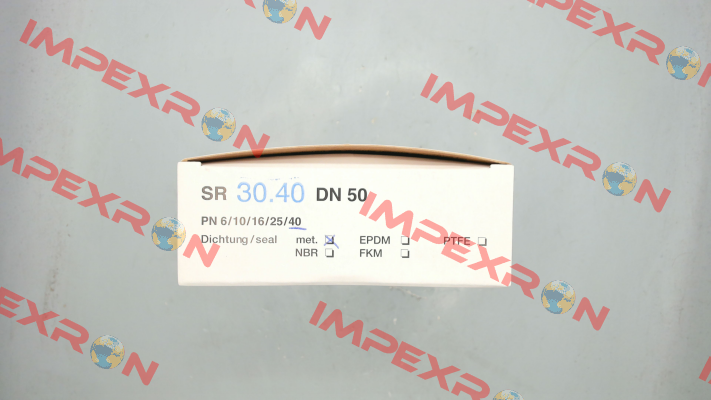 SR 30.40 DN 50
PN 6/10/16/25/40
Dichtung/seal met. ☒ EPDM ☐ PTFE ☐
NBR ☐ FKM ☐
IMPEXRON
IMPEXRON
IMPEXRON
IMPEXRON
IMPEXRON
IMPEXRON
IMPEXRON
IMPEXRON